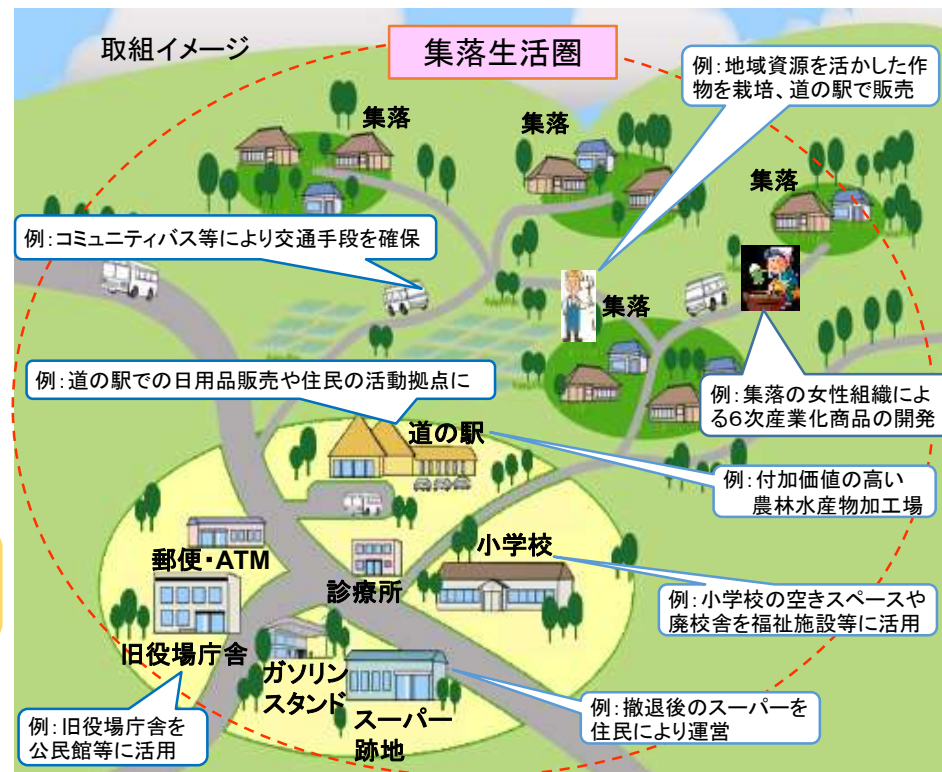 取組イメージ
集落生活圏
例:地域資源を活かした作
物を栽培、道の駅で販売
集落
集落
集落
例:コミュニティバス等により交通手段を確保
集落
例:道の駅での日用品販売や住民の活動拠点に
例:集落の女性組織によ
る6次産業化商品の開発
道の駅
例:付加価値の高い
農林水産物加工場
郵便・ATM
小学校
診療所
例:小学校の空きスペースや
廃校舎を福祉施設等に活用
旧役場庁舎
ガソリン
スタンド
スーパー
跡地
例:旧役場庁舎を
公民館等に活用
例:撤退後のスーパーを
住民により運営